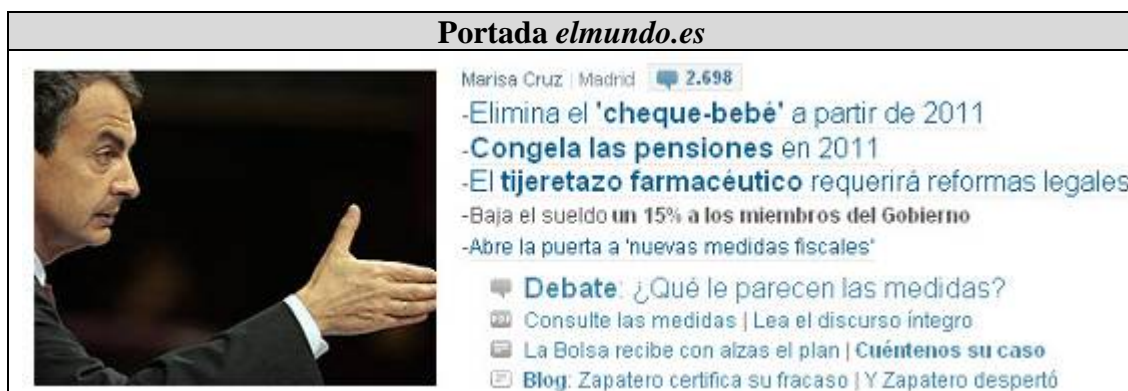 Portada elmundo.es
Marisa Cruz | Madrid 2.698
-Elimina el 'cheque-bebé' a partir de 2011
-Congela las pensiones en 2011
-El tijeretazo farmacéutico requerirá reformas legales
-Baja el sueldo un 15% a los miembros del Gobierno
-Abre la puerta a 'nuevas medidas fiscales'
Debate: ¿Qué le parecen las medidas?
Consulte las medidas | Lea el discurso íntegro
La Bolsa recibe con alzas el plan | Cuéntenos su caso
Blog: Zapatero certifica su fracaso | Y Zapatero despertó